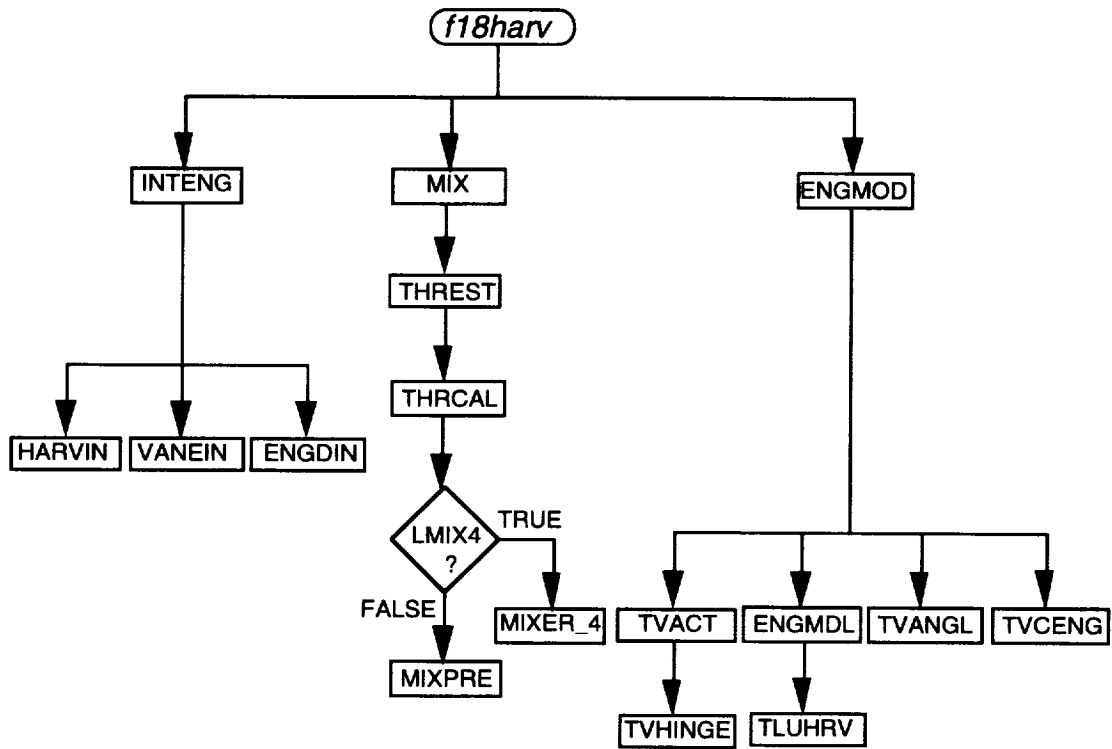 f18harv
INTENG
MIX
ENGMOD
THREST
THRCAL
HARVIN
VANEIN
ENGDIN
LMIX4
?
TRUE
FALSE
MIXER_4
TVACT
ENGMDL
TVANGL
TVCENG
MIXPRE
TVHINGE
TLUHRV